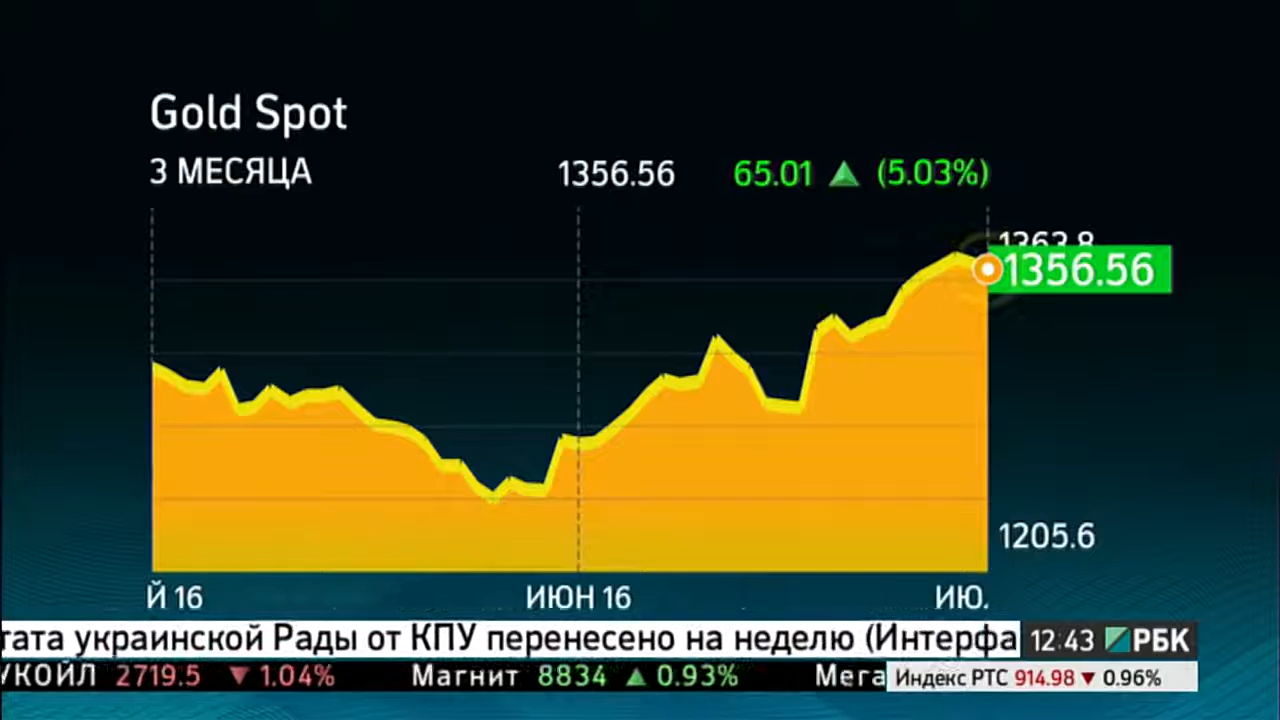 Gold Spot
3 МЕСЯЦА 1356.56 65.01 ▲ (5.03%)
1363.8
1356.56
1205.6
Й 16 ИЮН 16 ИЮ.
тата украинской Рады от КПУ перенесено на неделю (Интерфа 12:43 РБК
УКОЙЛ 2719.5 ▼ 1.04% Магнит 8834 ▲ 0.93% Мега Индекс РТС 914.98 ▼ 0.96%